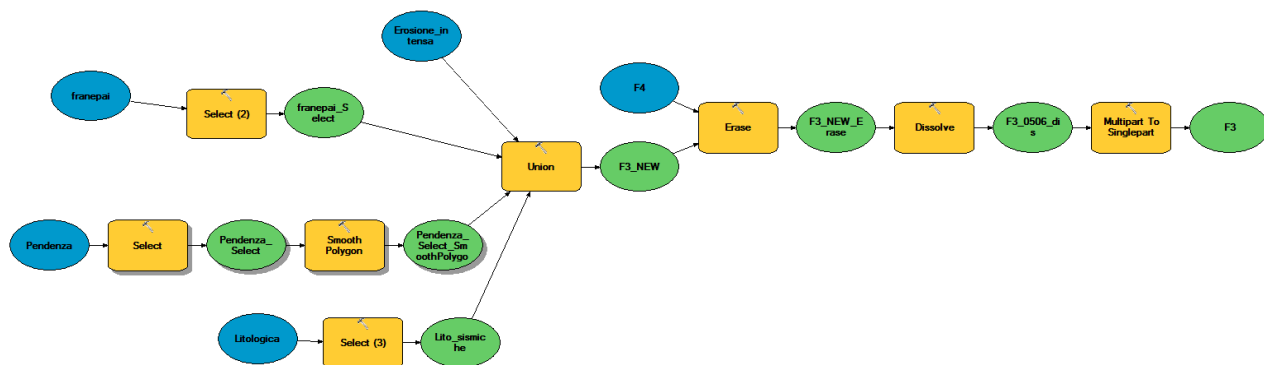 Erosione_in
tensa
franepai
Select (2)
franepai_S
elect
F4
Erase
F3_NEW_E
rase
Dissolve
F3_0506_di
s
Multipart To
Singlepart
F3
Union
F3_NEW
Pendenza
Select
Pendenza_
Select
Smooth
Polygon
Pendenza_
Select_Sm
oothPolygo
Litologica
Select (3)
Lito_sismic
he